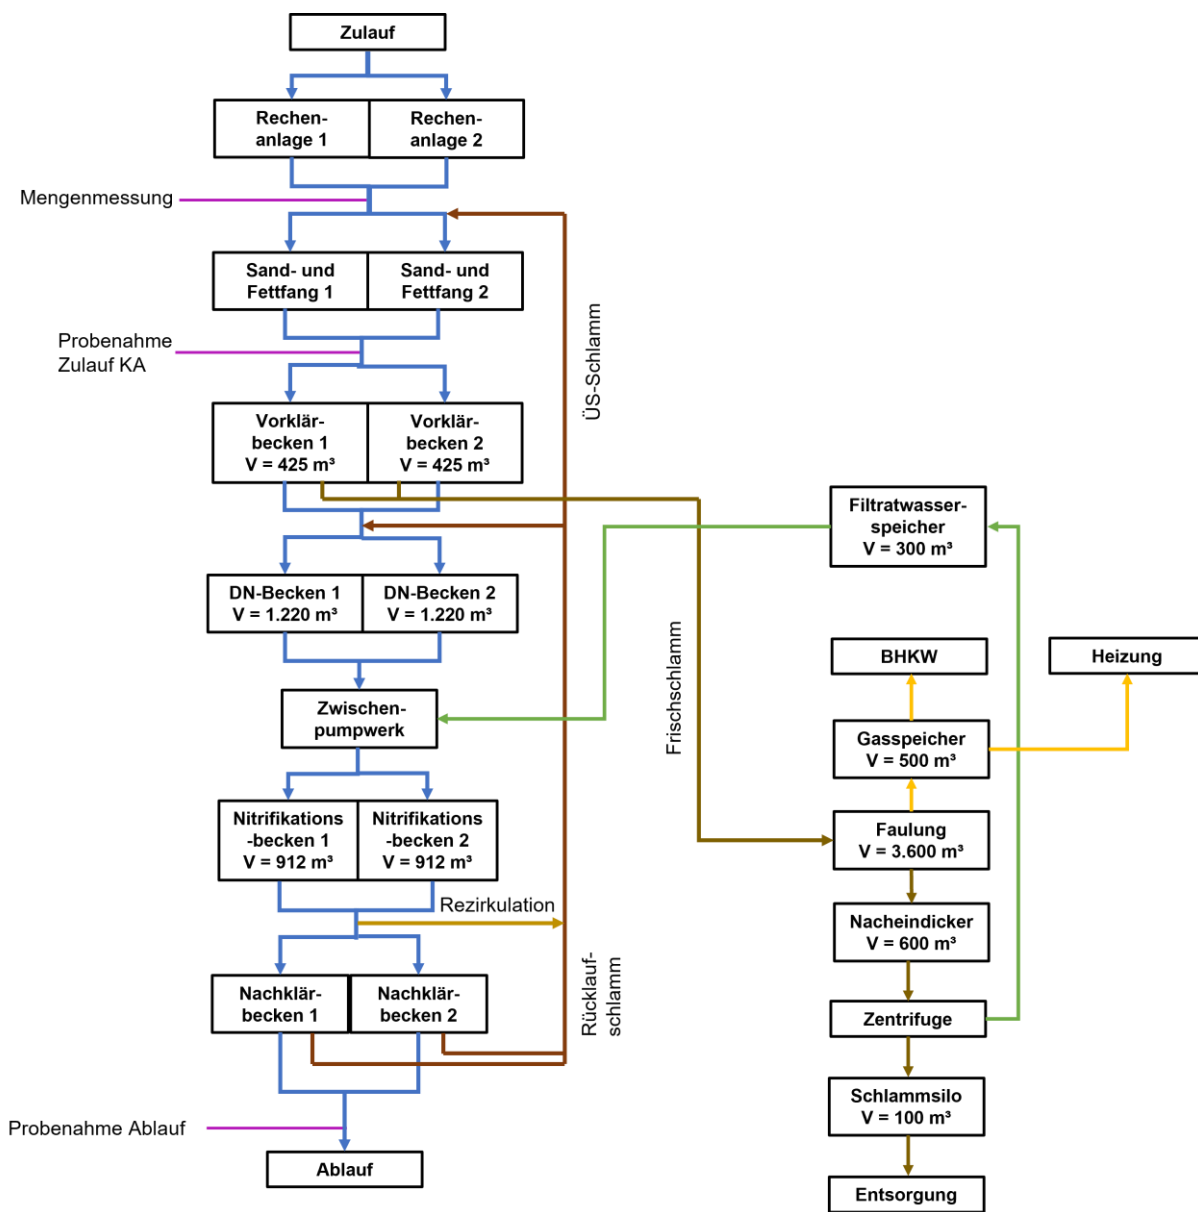 Zulauf
Rechen-
anlage 1
Rechen-
anlage 2
Mengenmessung
Sand- und
Fettfang 1
Sand- und
Fettfang 2
Probenahme
Zulauf KA
ÜS-Schlamm
Vorklär-
becken 1
V = 425 m³
Vorklär-
becken 2
V = 425 m³
Filtratwasser-
speicher
V = 300 m³
DN-Becken 1
V = 1.220 m³
DN-Becken 2
V = 1.220 m³
Frischschlamm
BHKW
Heizung
Zwischen-
pumpwerk
Gasspeicher
V = 500 m³
Nitrifikations
-becken 1
V = 912 m³
Nitrifikations
-becken 2
V = 912 m³
Faulung
V = 3.600 m³
Rezirkulation
Nacheindicker
V = 600 m³
Rücklauf-
schlamm
Nachklär-
becken 1
Nachklär-
becken 2
Zentrifuge
Schlammsilo
V = 100 m³
Probenahme Ablauf
Ablauf
Entsorgung